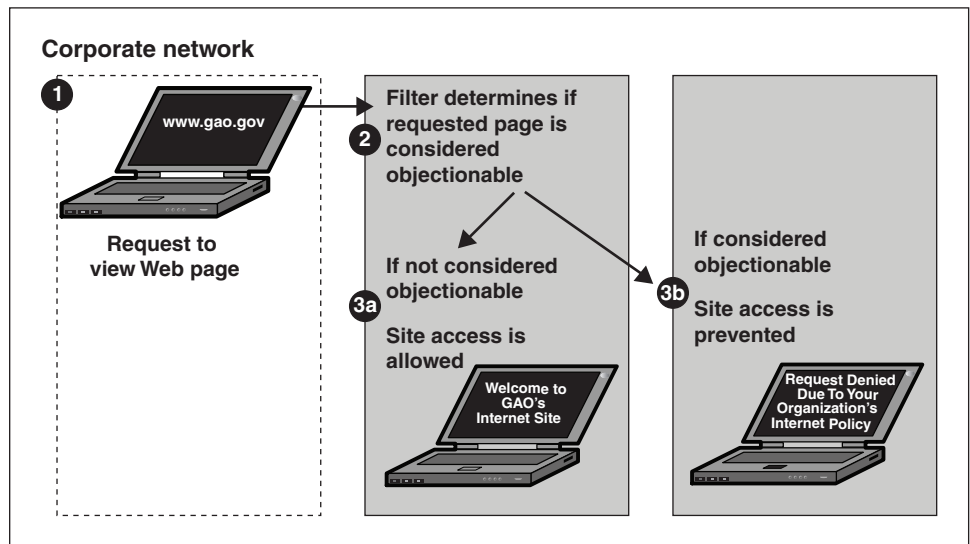 Corporate network
1
www.gao.gov
Request to
view Web page
2
Filter determines if
requested page is
considered
objectionable
3a
If not considered
objectionable
Site access is
allowed
Welcome to
GAO's
Internet Site
3b
If considered
objectionable
Site access is
prevented
Request Denied
Due To Your
Organization's
Internet Policy